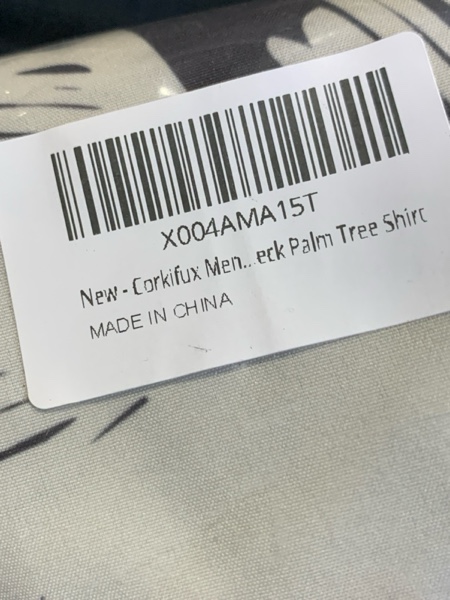 X004AMA15T
New - Corkifux Men...eck Palm Tree Shirt
MADE IN CHINA